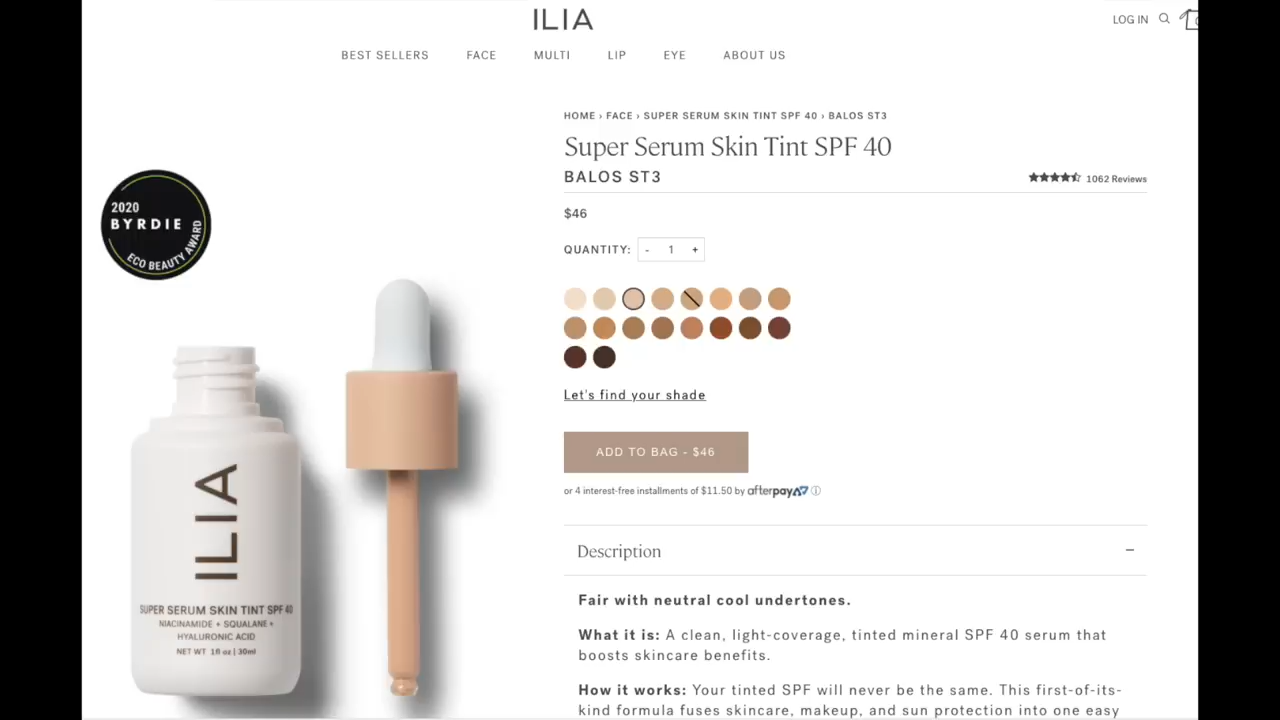 ILIA
LOG IN
BEST SELLERS FACE MULTI LIP EYE ABOUT US
HOME › FACE › SUPER SERUM SKIN TINT SPF 40 › BALOS ST3
Super Serum Skin Tint SPF 40
BALOS ST3
1062 Reviews
$46
QUANTITY: - 1 +
Let's find your shade
ADD TO BAG - $46
or 4 interest-free installments of $11.50 by afterpay
Description −
Fair with neutral cool undertones.
What it is: A clean, light-coverage, tinted mineral SPF 40 serum that
boosts skincare benefits.
How it works: Your tinted SPF will never be the same. This first-of-its-
kind formula fuses skincare, makeup, and sun protection into one easy
2020
BYRDIE
ECO BEAUTY AWARD
ILIA
SUPER SERUM SKIN TINT SPF 40
NIACINAMIDE + SQUALANE +
HYALURONIC ACID
NET WT 1fl oz | 30ml